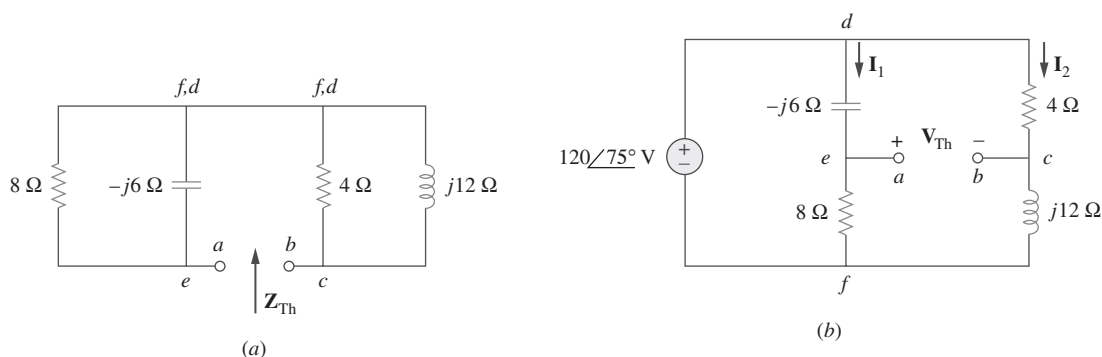 f,d f,d
8 Ω −j6 Ω 4 Ω j12 Ω
a b
e c
Z_Th
(a)
d
I_1 I_2
−j6 Ω 4 Ω
120/75° V + − e + V_Th − c
a b
8 Ω j12 Ω
f
(b)